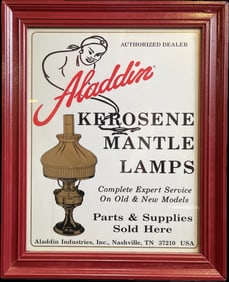 AUTHORIZED DEALER
Aladdin
KEROSENE
MANTLE
LAMPS
Complete Expert Service
On Old & New Models
Parts & Supplies
Sold Here
Aladdin Industries, Inc., Nashville, TN 37210 USA